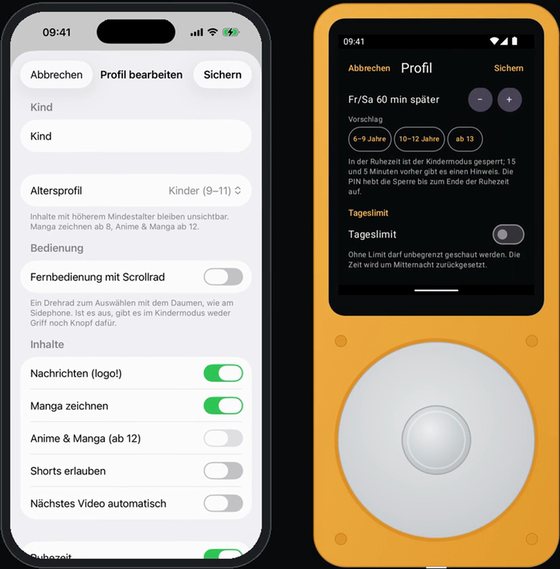 09:41
Abbrechen
Profil bearbeiten
Sichern
Kind
Kind
Altersprofil
Kinder (9–11)
Inhalte mit höherem Mindestalter bleiben unsichtbar.
Manga zeichnen ab 8, Anime & Manga ab 12.
Bedienung
Fernbedienung mit Scrollrad
Ein Drehrad zum Auswählen mit dem Daumen, wie am
Sidephone. Ist es aus, gibt es im Kindermodus weder
Griff noch Knopf dafür.
Inhalte
Nachrichten (logo!)
Manga zeichnen
Anime & Manga (ab 12)
Shorts erlauben
Nächstes Video automatisch
Ruhezeit
09:41
Abbrechen
Profil
Sichern
Fr/Sa 60 min später
−
+
Vorschlag
6–9 Jahre
10–12 Jahre
ab 13
In der Ruhezeit ist der Kindermodus gesperrt; 15
und 5 Minuten vorher gibt es einen Hinweis. Die
PIN hebt die Sperre bis zum Ende der Ruhezeit
auf.
Tageslimit
Tageslimit
Ohne Limit darf unbegrenzt geschaut werden. Die
Zeit wird um Mitternacht zurückgesetzt.